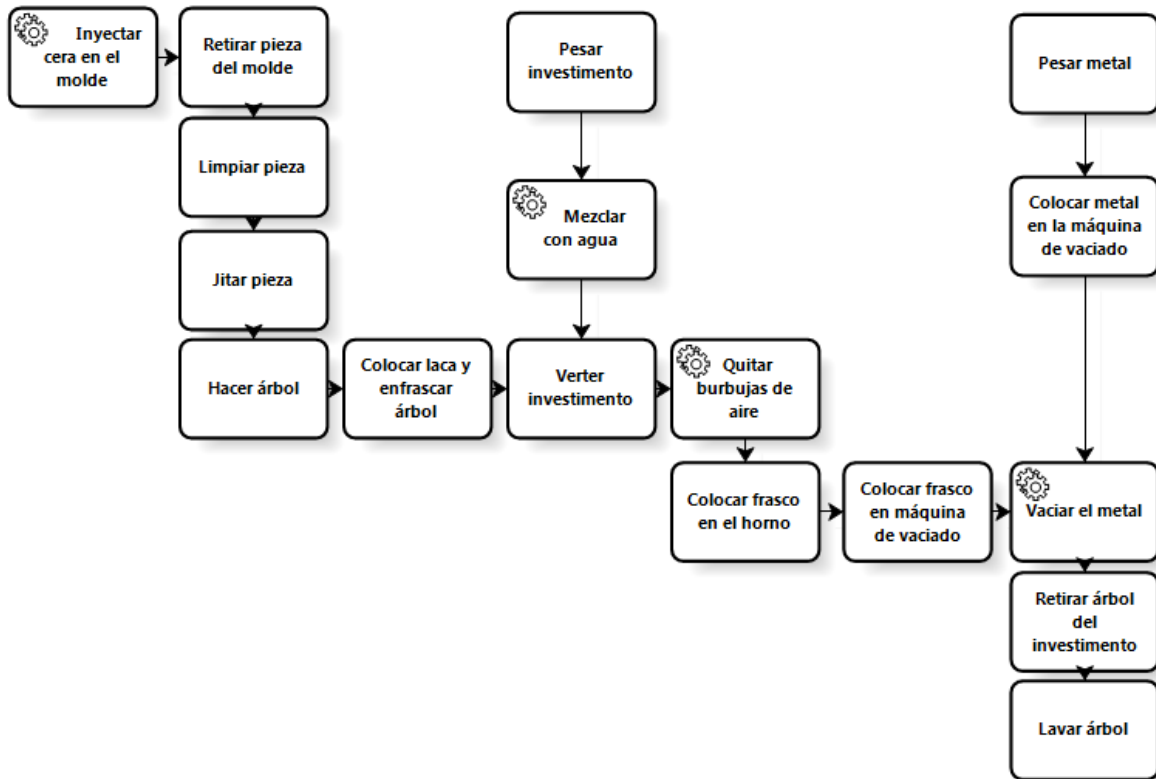 Inyectar
cera en el
molde
Retirar pieza
del molde
Pesar
investimento
Pesar metal
Limpiar pieza
Mezclar
con agua
Colocar metal
en la máquina
de vaciado
Jitar pieza
Hacer árbol
Colocar laca y
enfrascar
árbol
Verter
investimento
Quitar
burbujas de
aire
Colocar frasco
en el horno
Colocar frasco
en máquina
de vaciado
Vaciar el metal
Retirar árbol
del
investimento
Lavar árbol